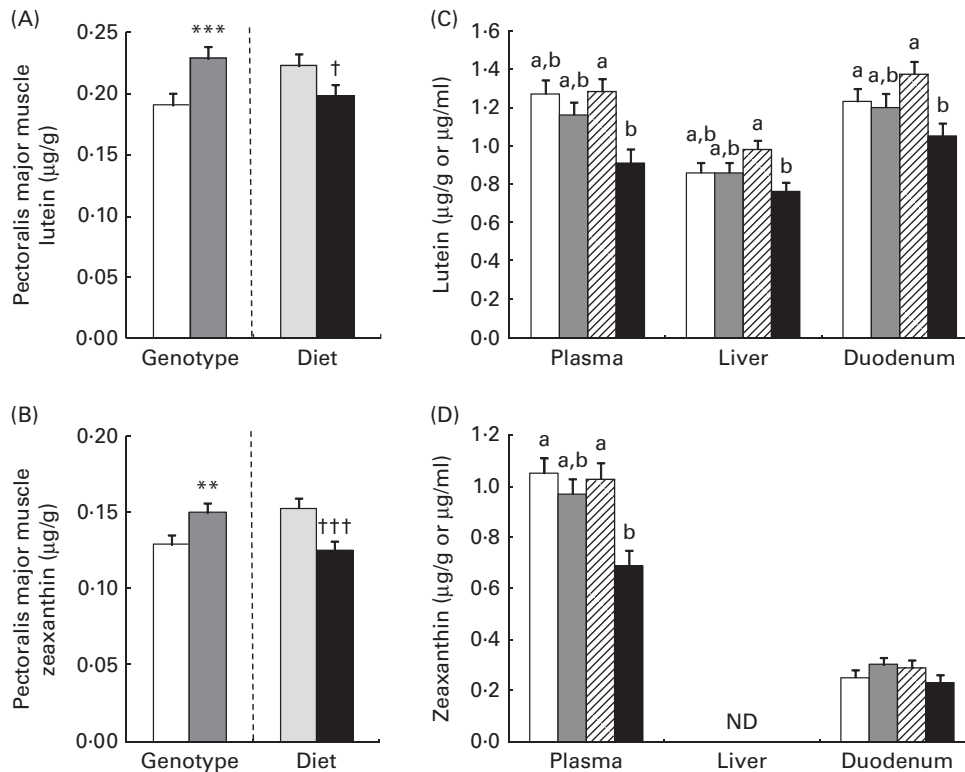 (A)
Pectoralis major muscle
lutein (µg/g)
0·25
0·20
0·15
0·10
0·05
0·00
***
†
Genotype
Diet
(B)
Pectoralis major muscle
zeaxanthin (µg/g)
0·20
0·15
0·10
0·05
0·00
**
†††
Genotype
Diet
(C)
Lutein (µg/g or µg/ml)
1·6
1·4
1·2
1·0
0·8
0·6
1·4
1·2
0·0
a,b
a,b
a
b
a,b
a,b
a
b
a
a,b
a
b
Plasma
Liver
Duodenum
(D)
Zeaxanthin (µg/g or µg/ml)
1·2
1·0
0·8
0·6
0·4
0·2
0·0
a
a,b
a
b
ND
Plasma
Liver
Duodenum